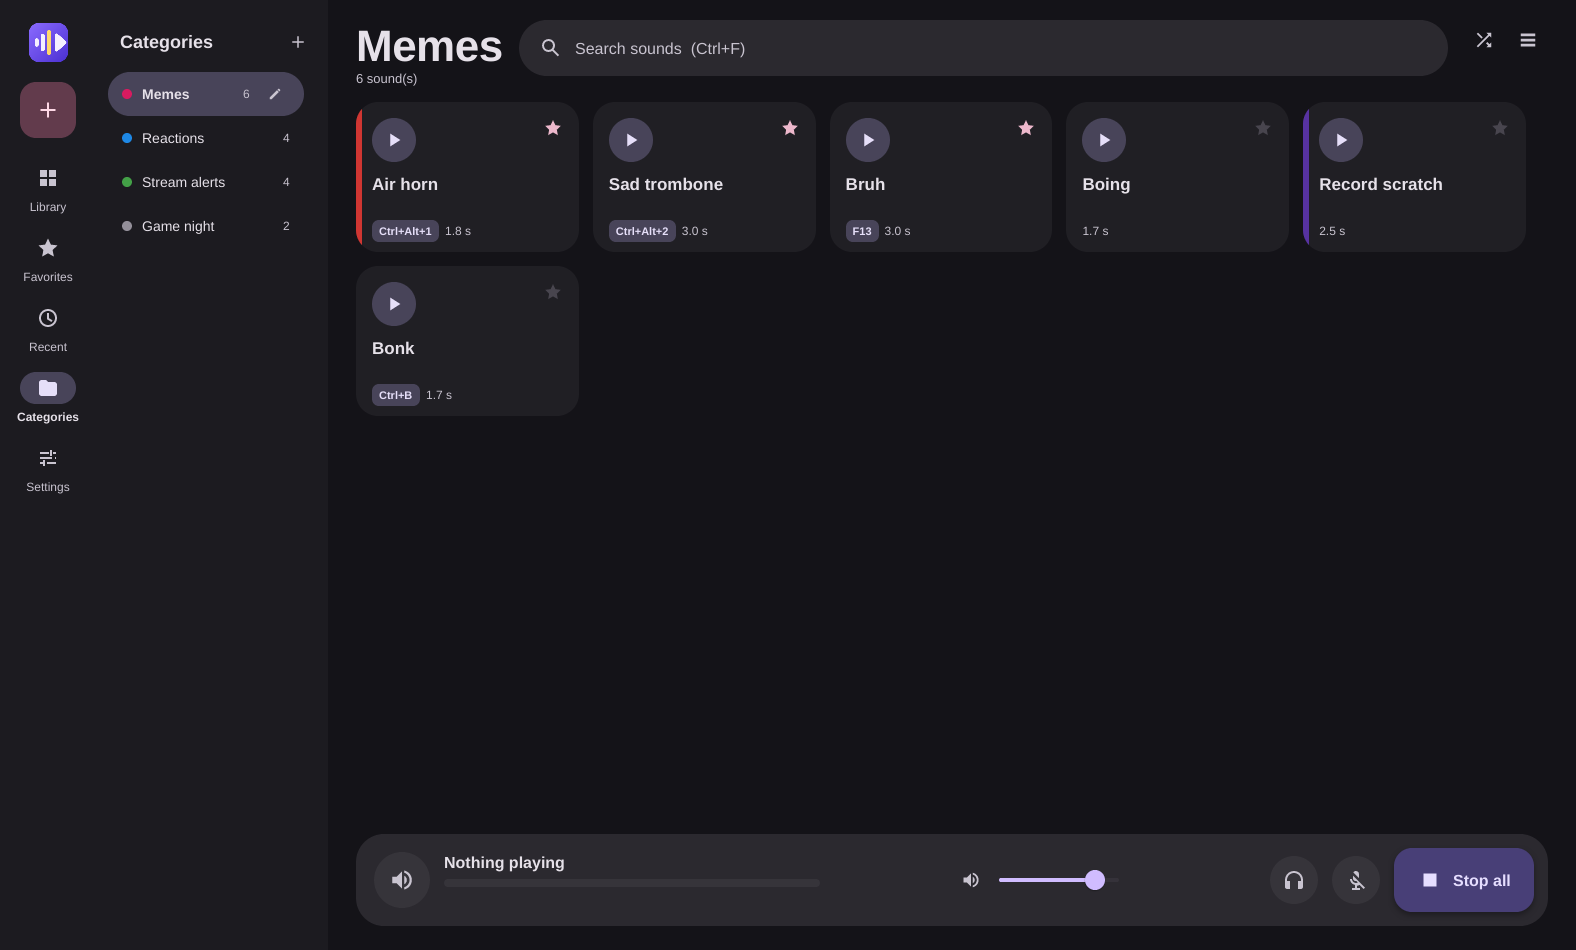 Categories
Memes 6
Reactions 4
Stream alerts 4
Game night 2
Library
Favorites
Recent
Categories
Settings
Memes
6 sound(s)
Search sounds (Ctrl+F)
Air horn
Ctrl+Alt+1 1.8 s
Sad trombone
Ctrl+Alt+2 3.0 s
Bruh
F13 3.0 s
Boing
1.7 s
Record scratch
2.5 s
Bonk
Ctrl+B 1.7 s
Nothing playing
Stop all